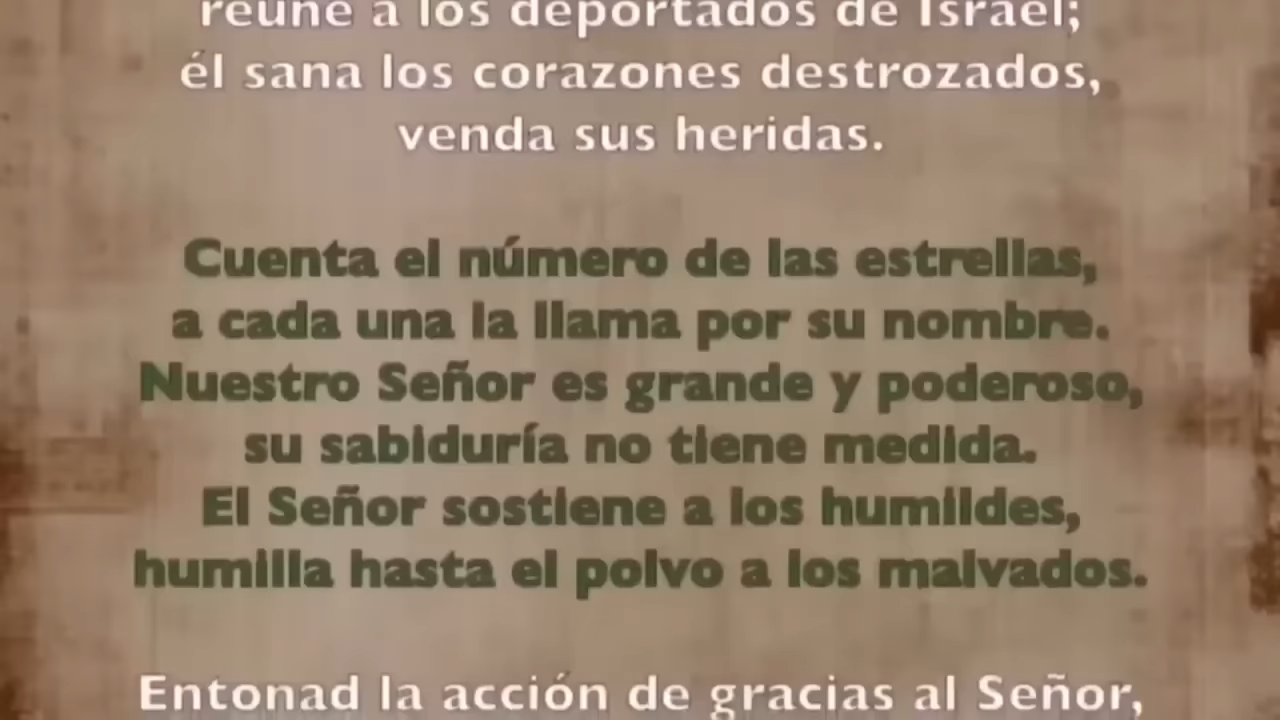 reúne a los deportados de Israel;
él sana los corazones destrozados,
venda sus heridas.
Cuenta el número de las estrellas,
a cada una la llama por su nombre.
Nuestro Señor es grande y poderoso,
su sabiduría no tiene medida.
El Señor sostiene a los humildes,
humilla hasta el polvo a los malvados.
Entonad la acción de gracias al Señor,